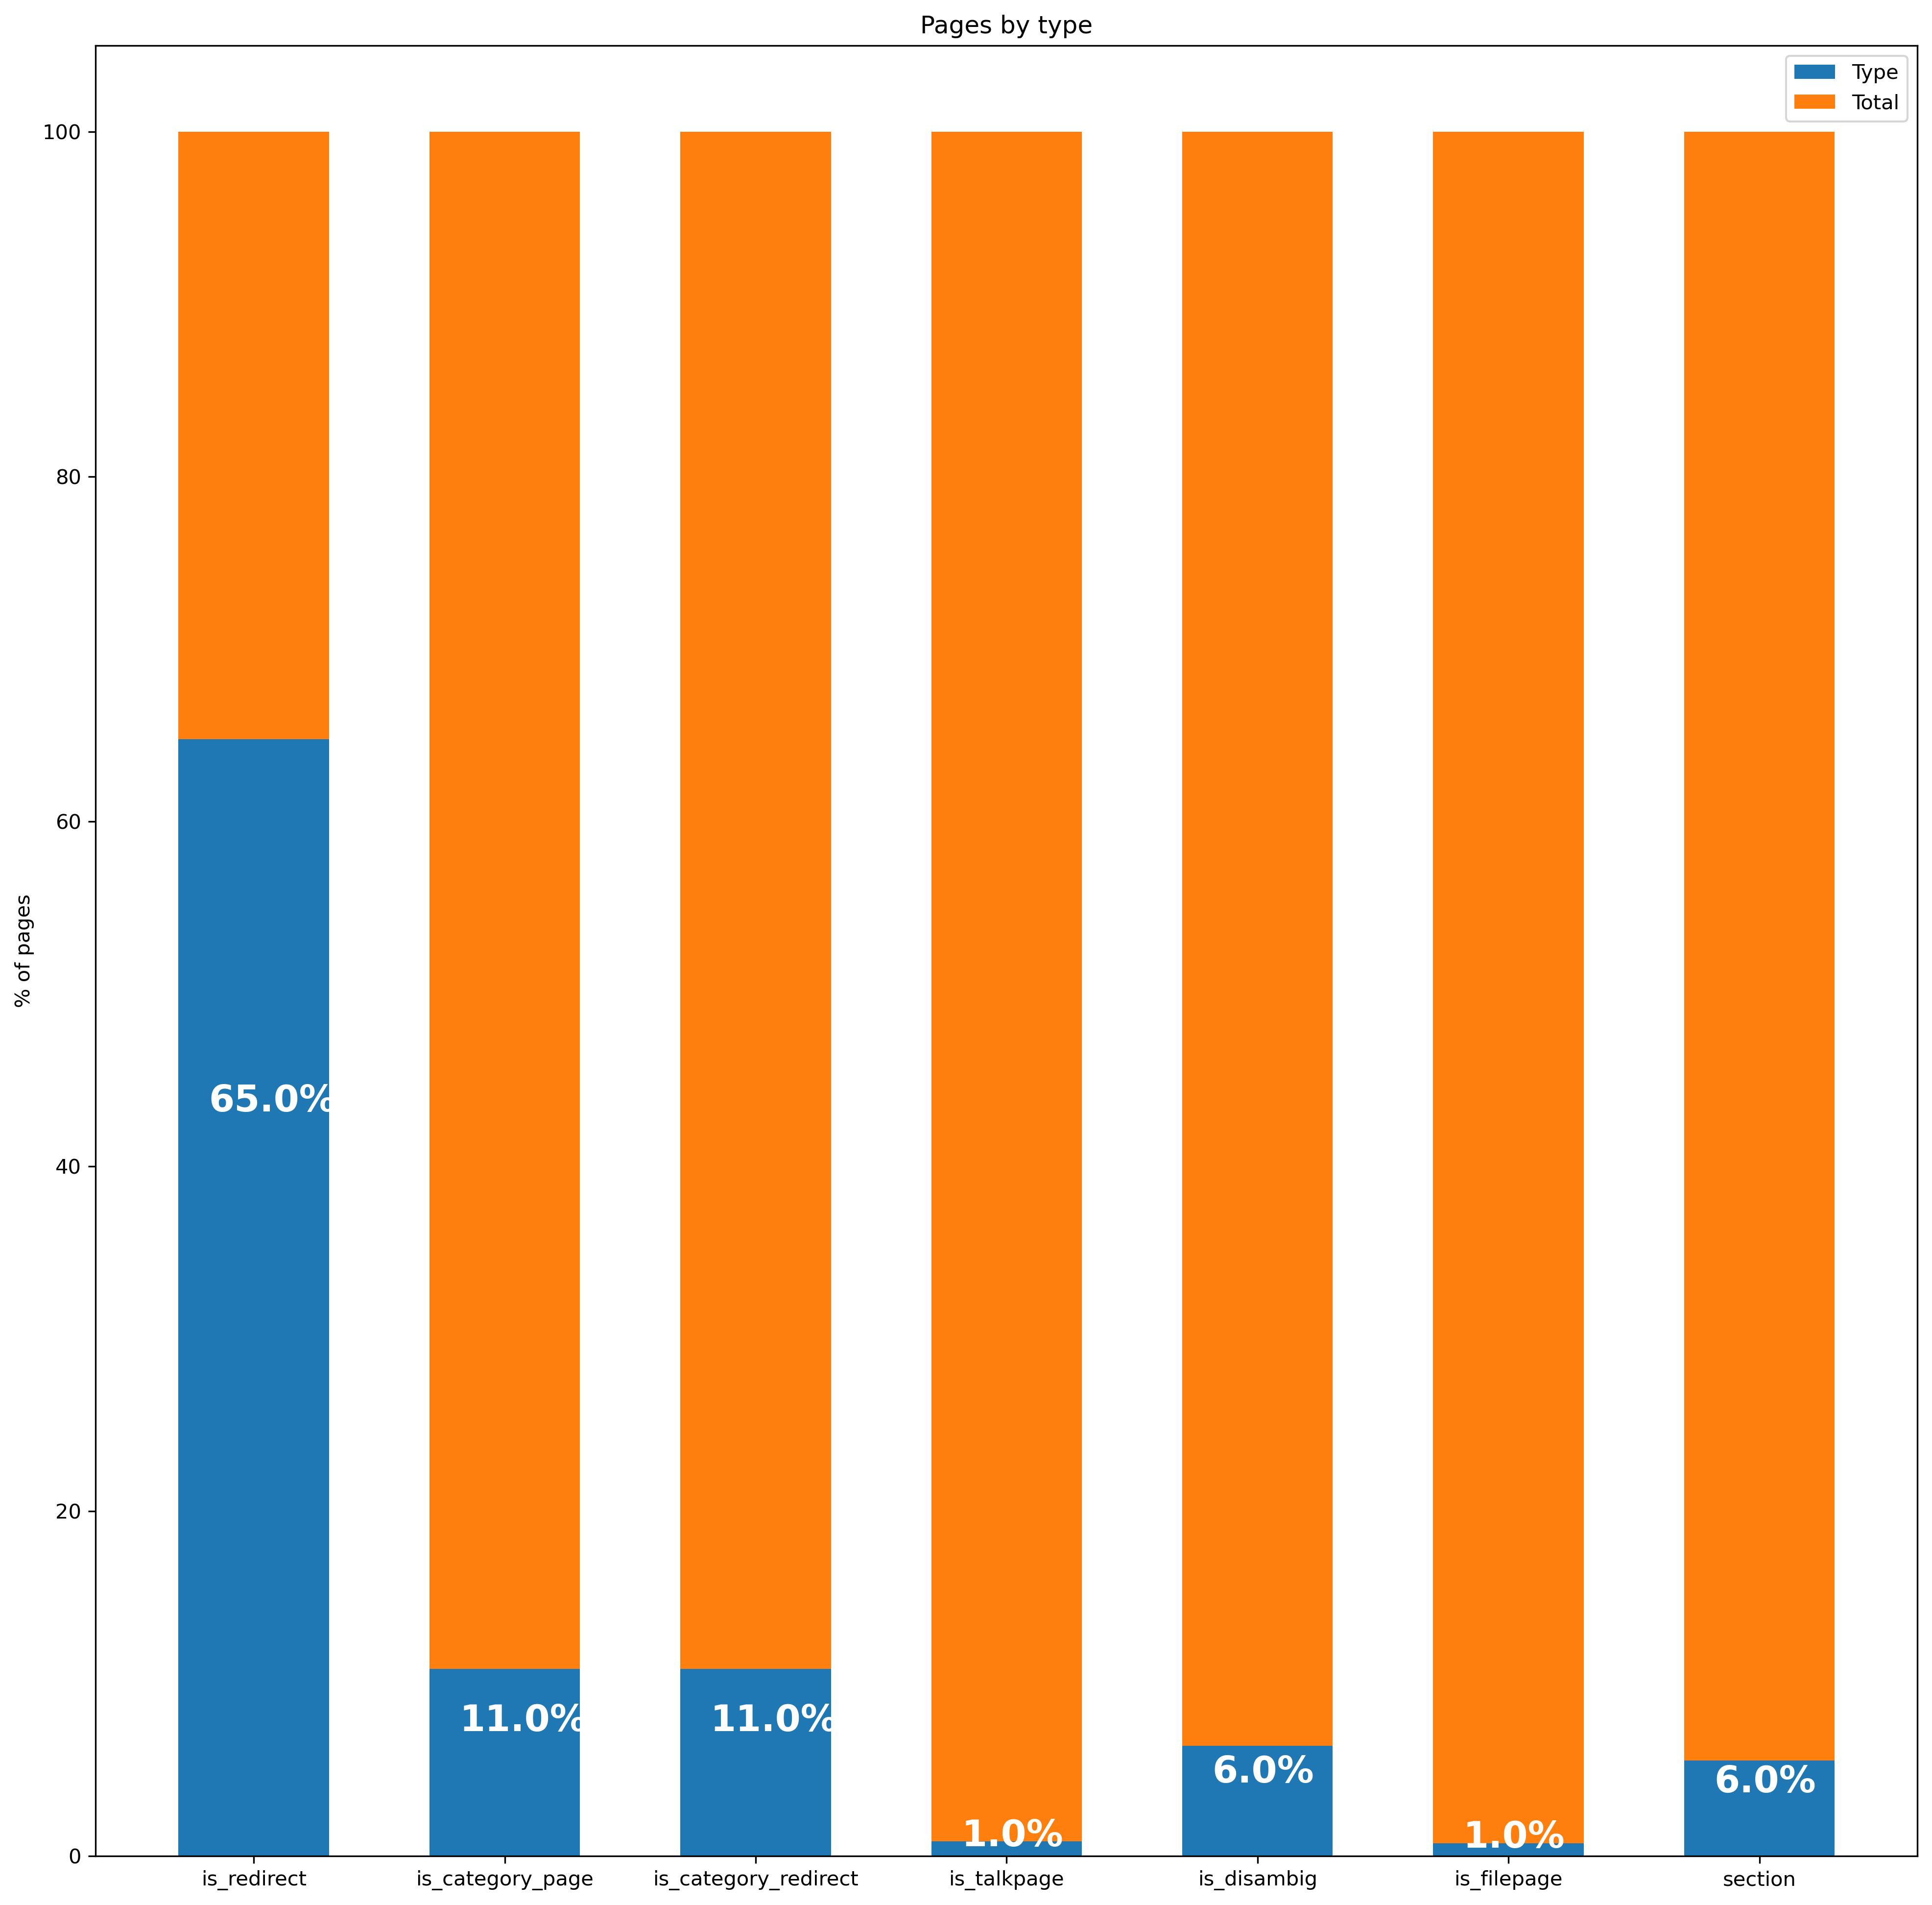 Pages by type
Type
Total
100
80
60
40
20
0
% of pages
65.0%
11.0%
11.0%
1.0%
6.0%
1.0%
6.0%
is_redirect
is_category_page
is_category_redirect
is_talkpage
is_disambig
is_filepage
section